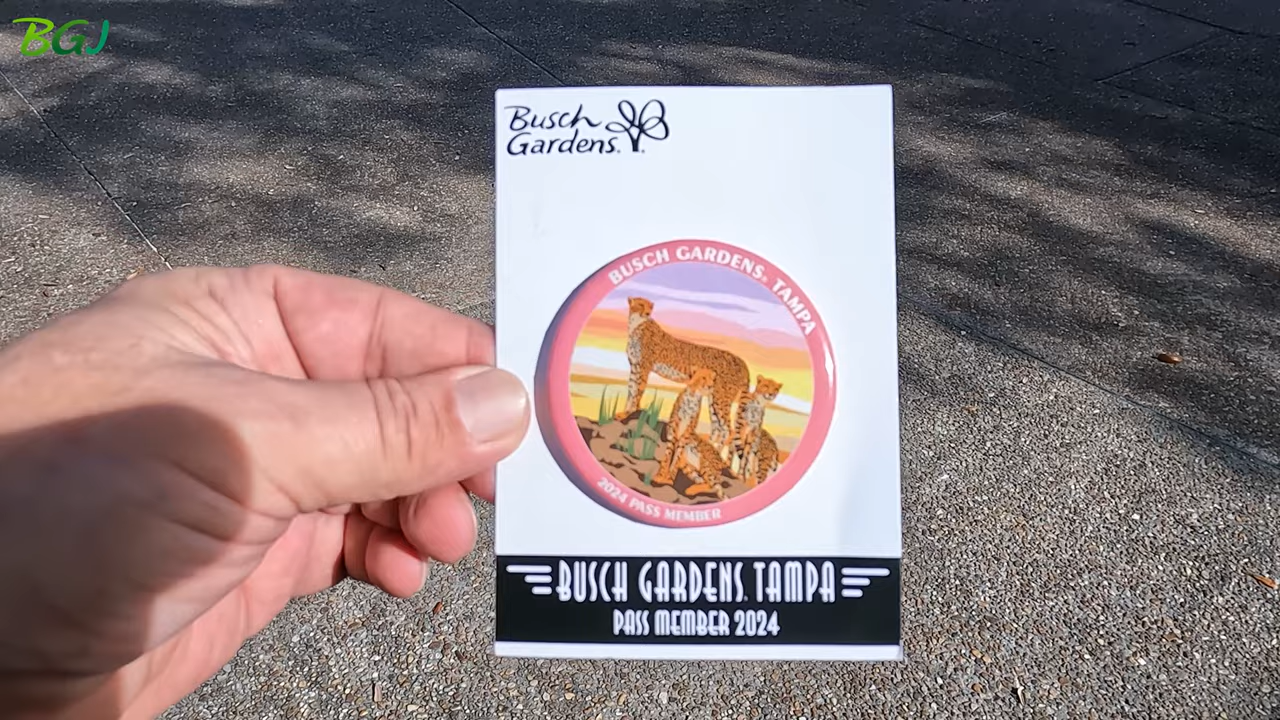 BGJ
Busch
Gardens®
BUSCH GARDENS® TAMPA
2024 PASS MEMBER
BUSCH GARDENS® TAMPA
PASS MEMBER 2024